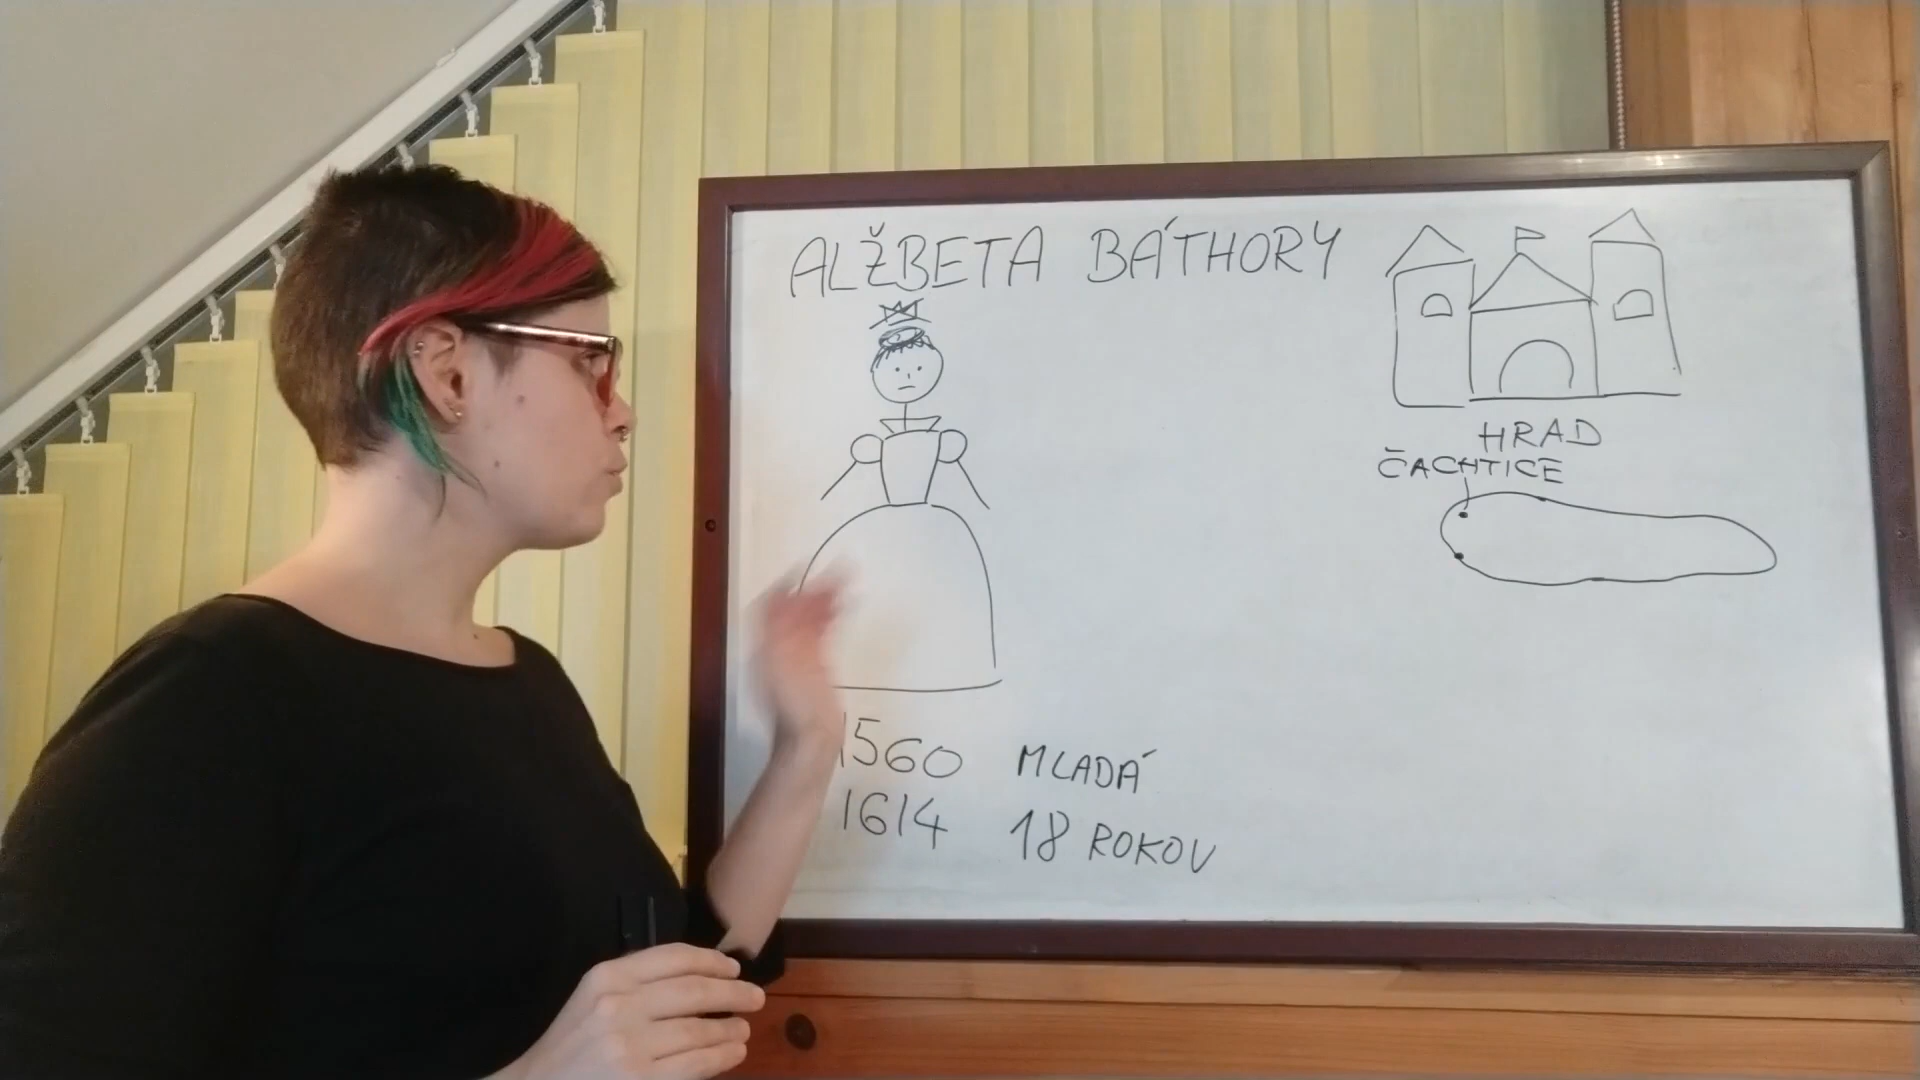 ALŽBETA BÁTHORY
HRAD
ČACHTICE
1560 MLADÁ
1614 18 ROKOV